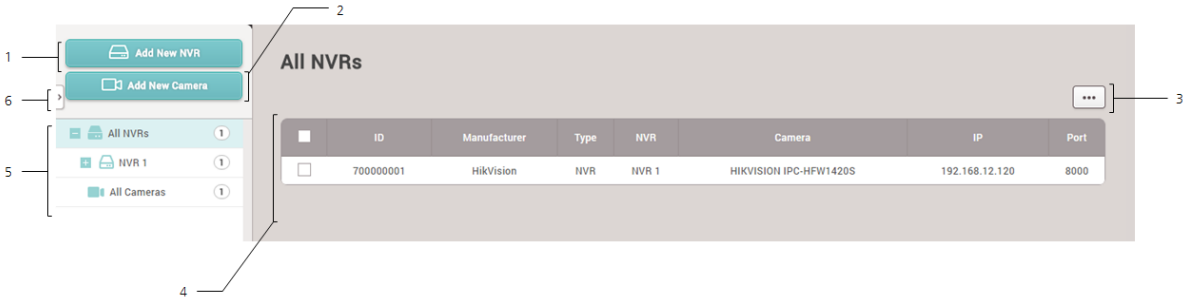 2
1
Add New NVR
All NVRs
Add New Camera
6
3
All NVRs 1
ID Manufacturer Type NVR Camera IP Port
5
NVR 1 1
700000001 HikVision NVR NVR 1 HIKVISION IPC-HFW1420S 192.168.12.120 8000
All Cameras 1
4